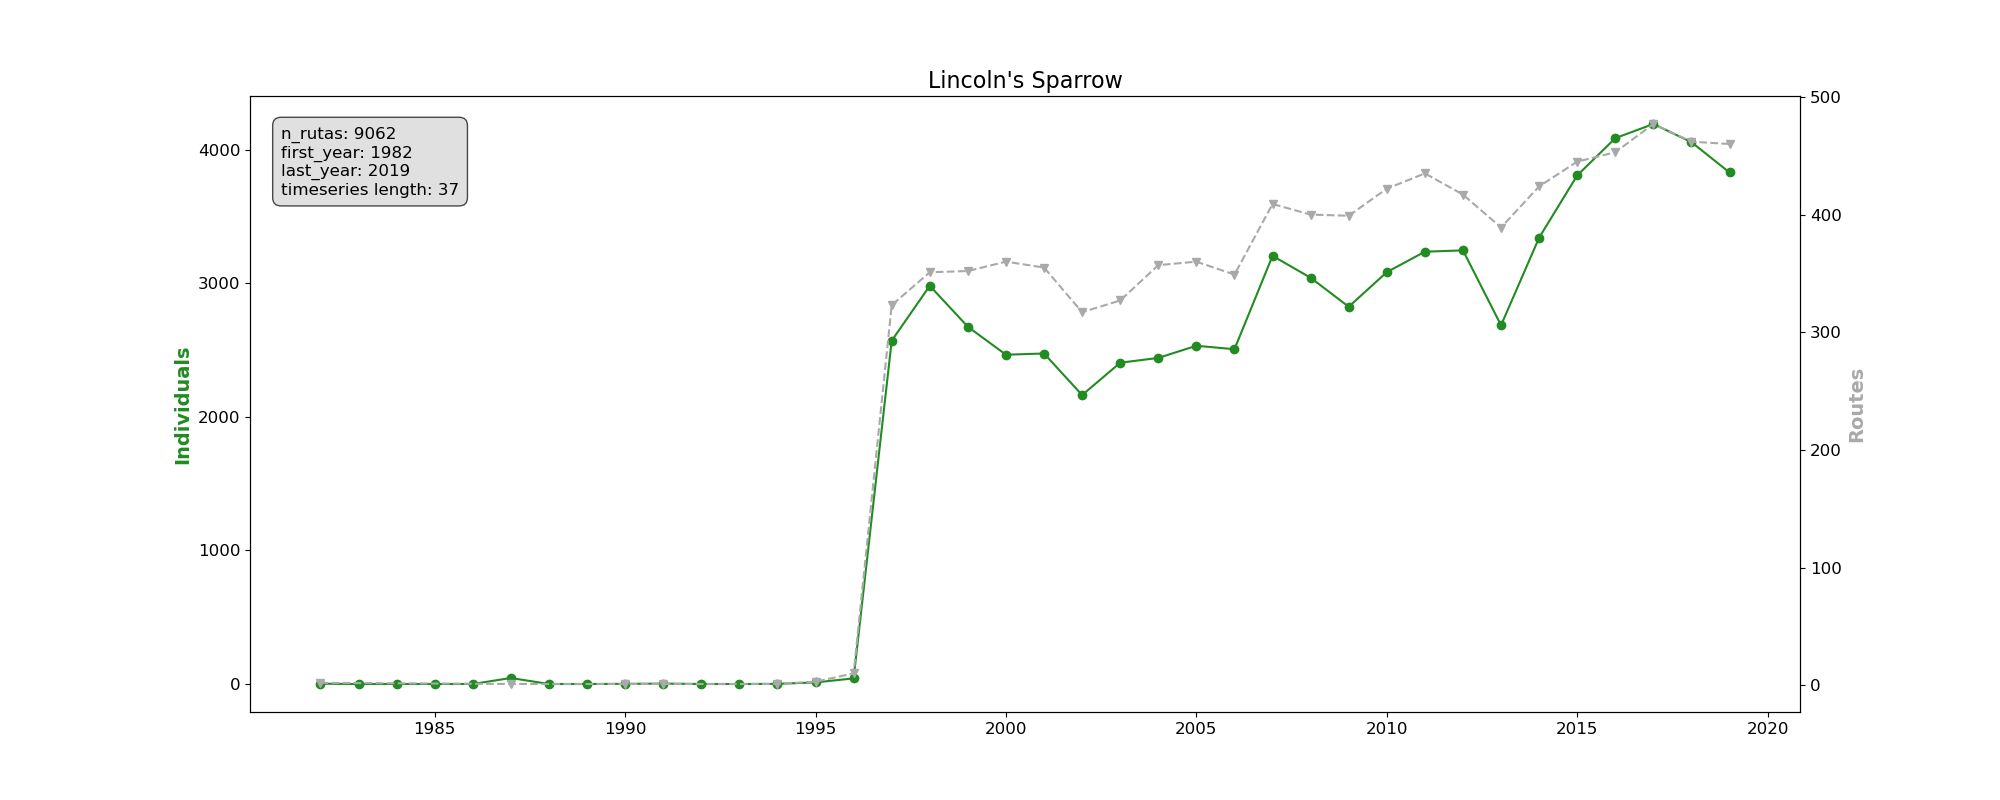 Lincoln's Sparrow
n_rutas: 9062
first_year: 1982
last_year: 2019
timeseries length: 37
4000
3000
2000
1000
0
Individuals
500
400
300
200
100
0
Routes
1985
1990
1995
2000
2005
2010
2015
2020